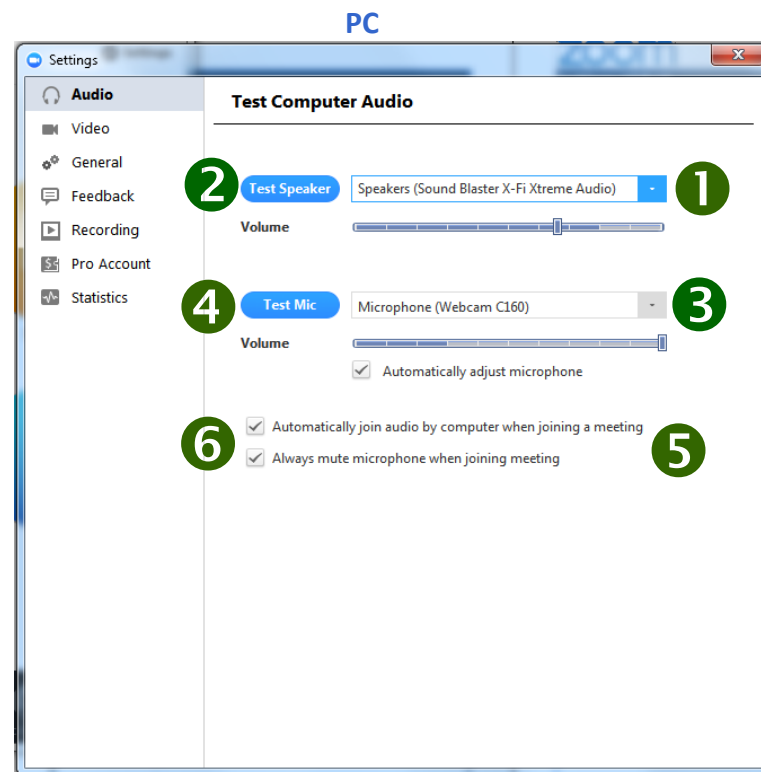 PC
Settings
Settings
zoom
Audio
Test Computer Audio
Video
General
2 Test Speaker Speakers (Sound Blaster X-Fi Xtreme Audio) 1
Feedback
Volume
Recording
Pro Account
Statistics
4 Test Mic Microphone (Webcam C160) 3
Volume
Automatically adjust microphone
6 Automatically join audio by computer when joining a meeting
Always mute microphone when joining meeting 5